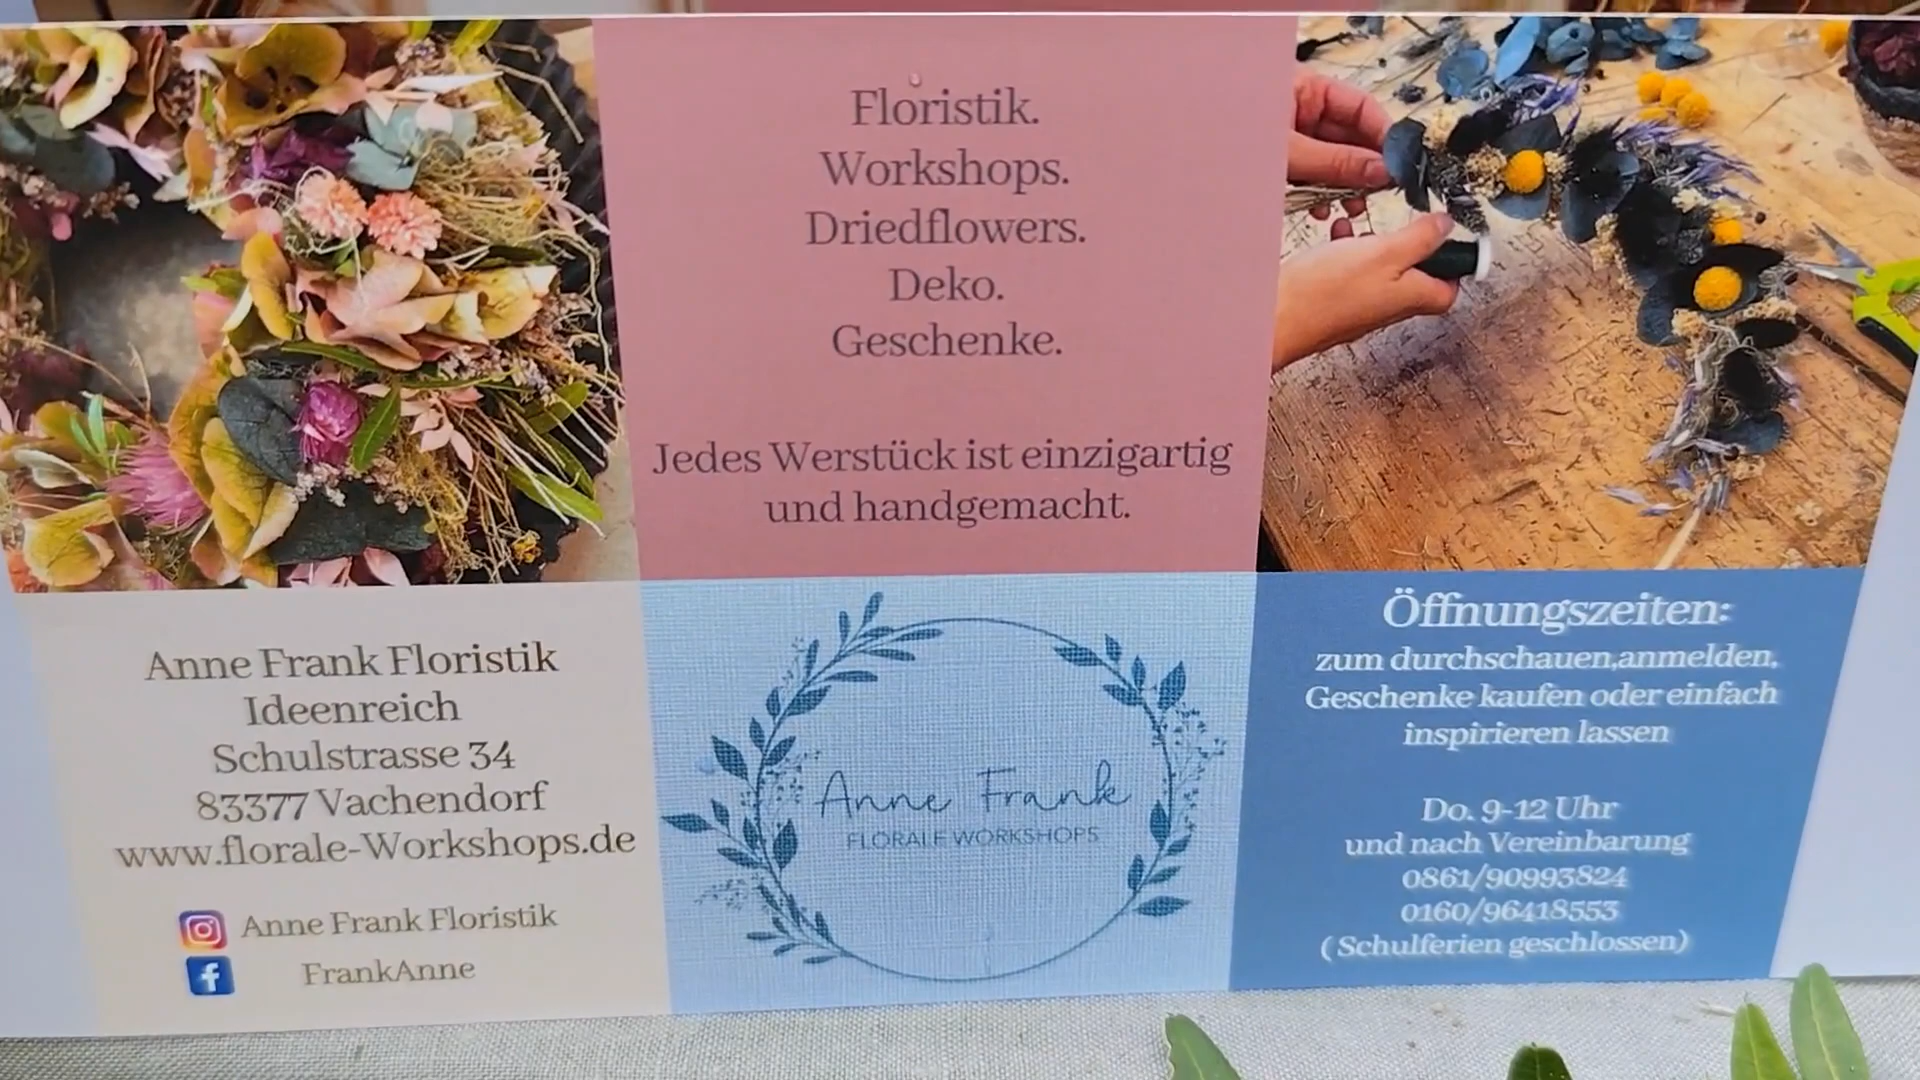 Floristik.
Workshops.
Driedflowers.
Deko.
Geschenke.
Jedes Werstück ist einzigartig
und handgemacht.
Anne Frank Floristik
Ideenreich
Schulstrasse 34
83377 Vachendorf
www.florale-Workshops.de
Anne Frank Floristik
FrankAnne
Anne Frank
FLORALE WORKSHOPS
Öffnungszeiten:
zum durchschauen,anmelden,
Geschenke kaufen oder einfach
inspirieren lassen
Do. 9-12 Uhr
und nach Vereinbarung
0861/90993824
0160/96418553
( Schulferien geschlossen)